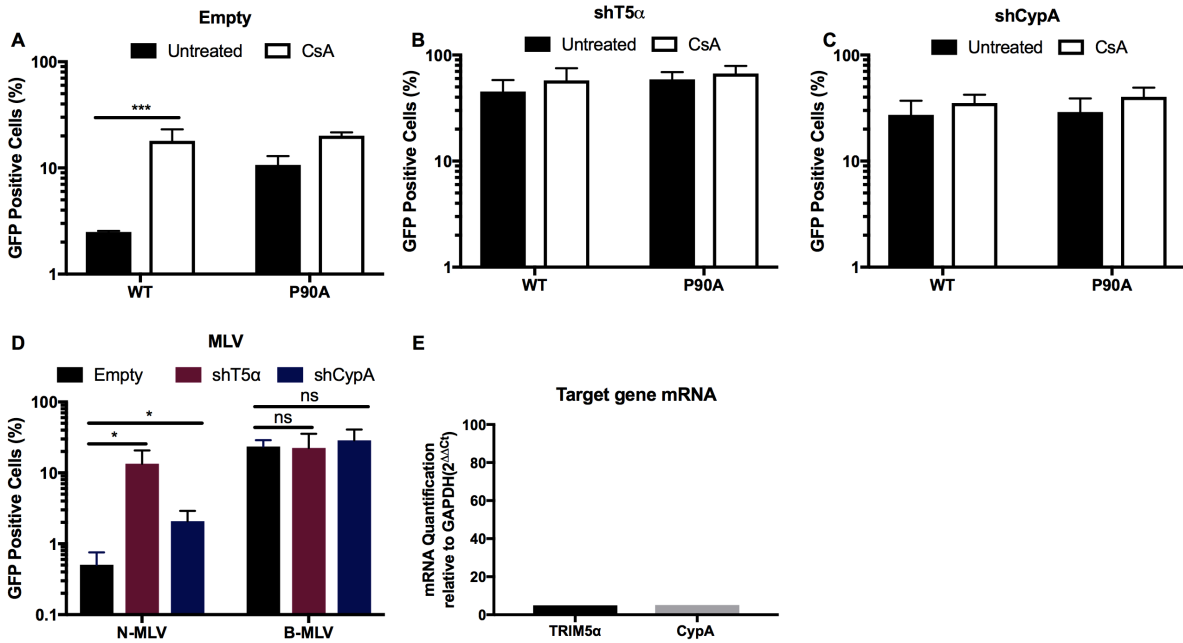 A
Empty
Untreated
CsA
GFP Positive Cells (%)
100
10
1
***
WT
P90A
B
shT5α
Untreated
CsA
GFP Positive Cells (%)
100
10
1
WT
P90A
C
shCypA
Untreated
CsA
GFP Positive Cells (%)
100
10
1
WT
P90A
D
MLV
Empty
shT5α
shCypA
GFP Positive Cells (%)
100
10
1
0.1
*
*
ns
ns
N-MLV
B-MLV
E
Target gene mRNA
mRNA Quantification
relative to GAPDH(2ΔΔCt)
100
80
60
40
20
0
TRIM5α
CypA